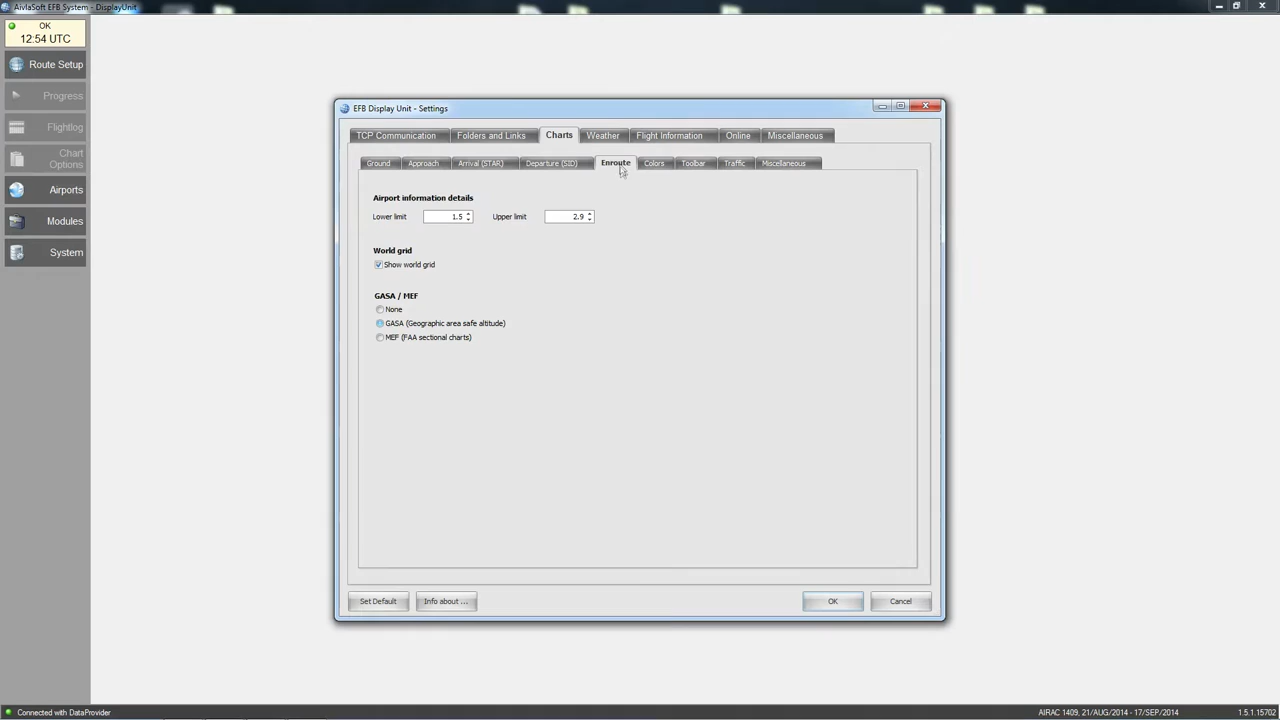 AivlaSoft EFB System - DisplayUnit
OK
12:54 UTC
Route Setup
Progress
Flightlog
Chart
Options
Airports
Modules
System
EFB Display Unit - Settings
TCP Communication Folders and Links Charts Weather Flight Information Online Miscellaneous
Ground Approach Arrival (STAR) Departure (SID) Enroute Colors Toolbar Traffic Miscellaneous
Airport information details
Lower limit 1.5 Upper limit 2.9
World grid
Show world grid
GASA / MEF
None
GASA (Geographic area safe altitude)
MEF (FAA sectional charts)
Set Default Info about ... OK Cancel
Connected with DataProvider AIRAC 1409, 21/AUG/2014 - 17/SEP/2014 1.5.1.15702